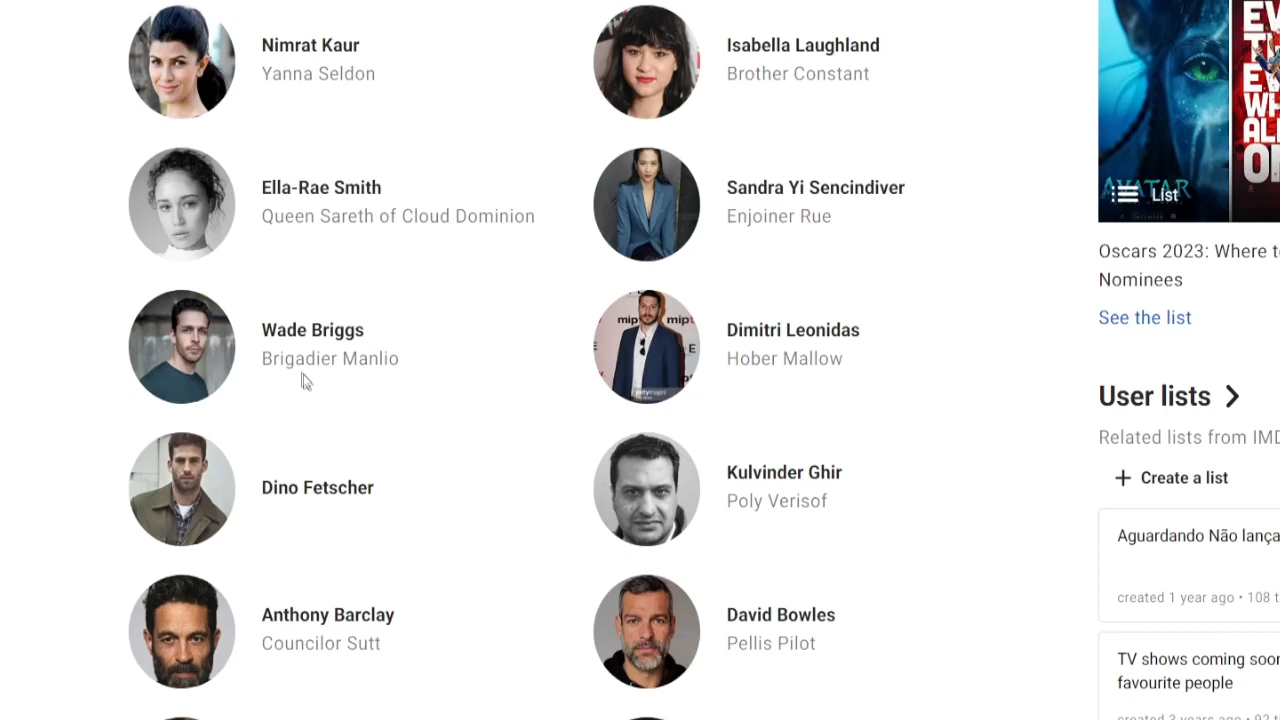 Nimrat Kaur
Yanna Seldon
Isabella Laughland
Brother Constant
Ella-Rae Smith
Queen Sareth of Cloud Dominion
Sandra Yi Sencindiver
Enjoiner Rue
Wade Briggs
Brigadier Manlio
Dimitri Leonidas
Hober Mallow
Dino Fetscher
Kulvinder Ghir
Poly Verisof
Anthony Barclay
Councilor Sutt
David Bowles
Pellis Pilot
AVATAR
List
Oscars 2023: Where t
Nominees
See the list
User lists
Related lists from IMD
Create a list
Aguardando Não lança
created 1 year ago • 108 t
TV shows coming soo
favourite people